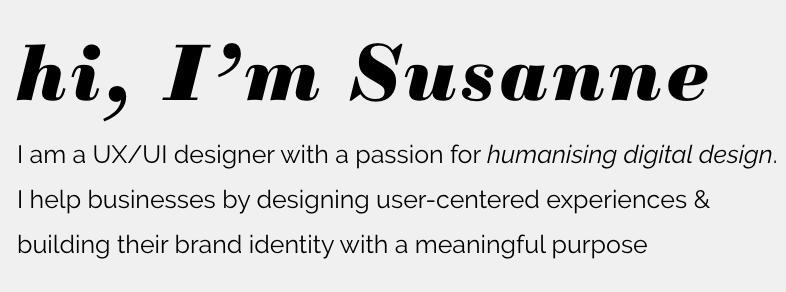 hi, I’m Susanne
I am a UX/UI designer with a passion for humanising digital design.
I help businesses by designing user-centered experiences &
building their brand identity with a meaningful purpose